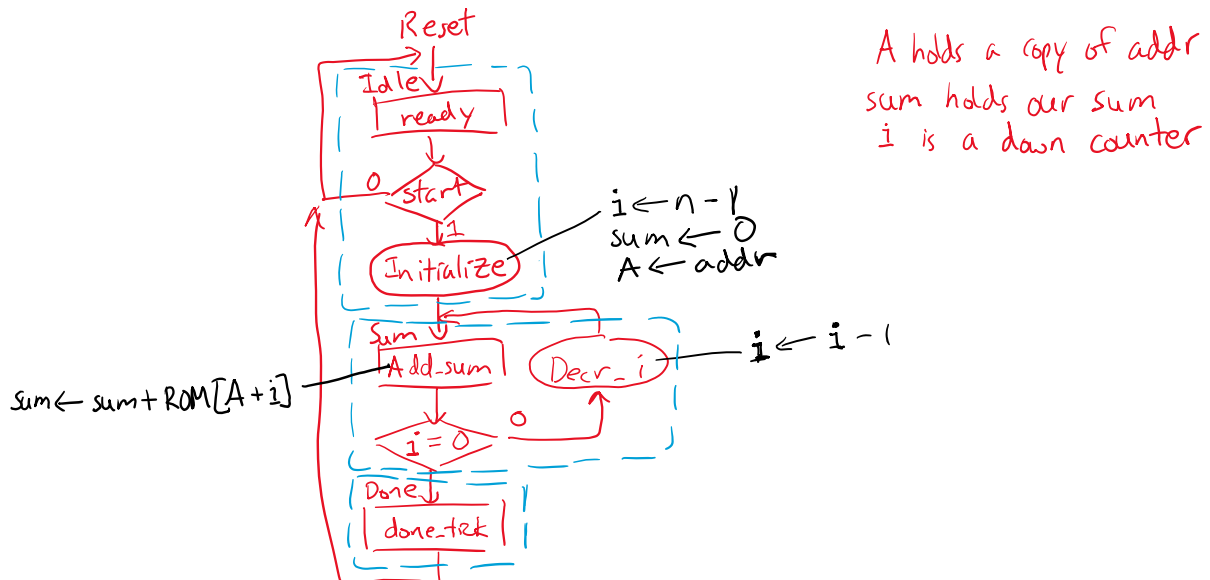 Reset
A holds a copy of addr
sum holds our sum
i is a down counter
Idle
ready
0
start
1
Initialize
i ← n - 1
sum ← 0
A ← addr
Sum
Add_sum
Decr_i
i ← i - 1
sum ← sum + ROM[A + i]
i = 0
0
Done
done_tick